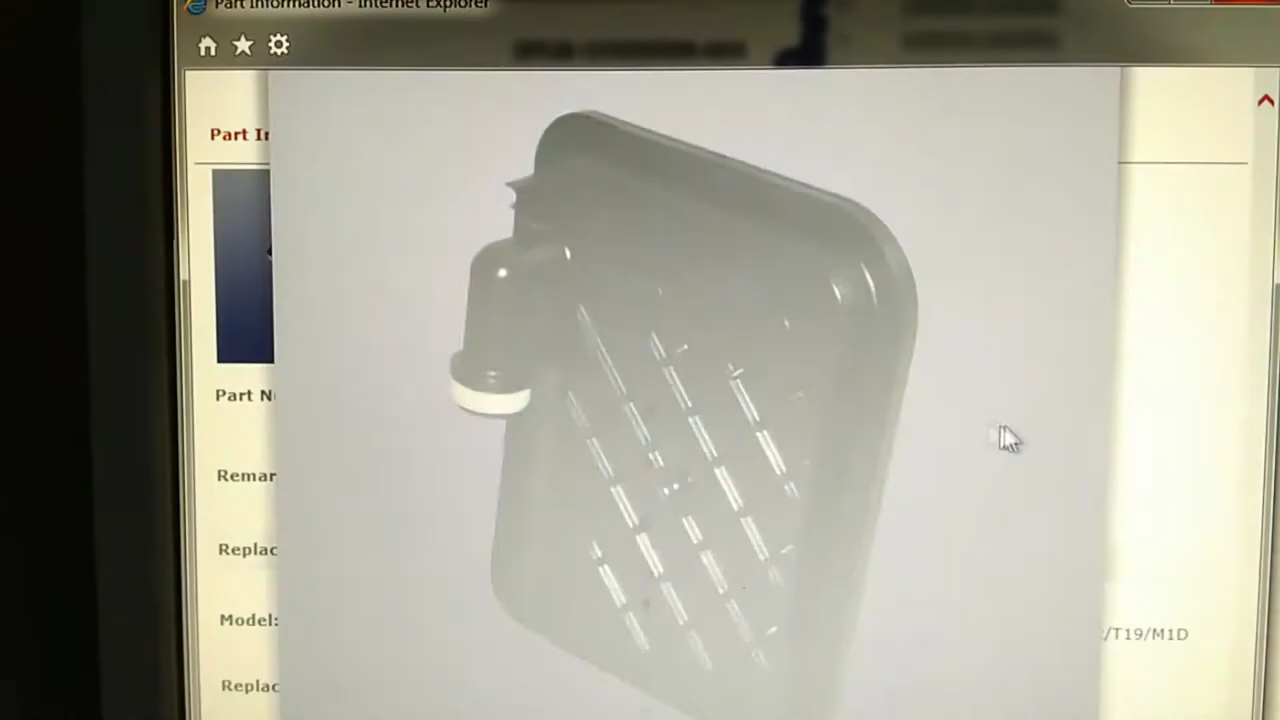 Part Information - Internet Explorer
Part In
Part N
Remar
Replac
Model:
/T19/M1D
Replac